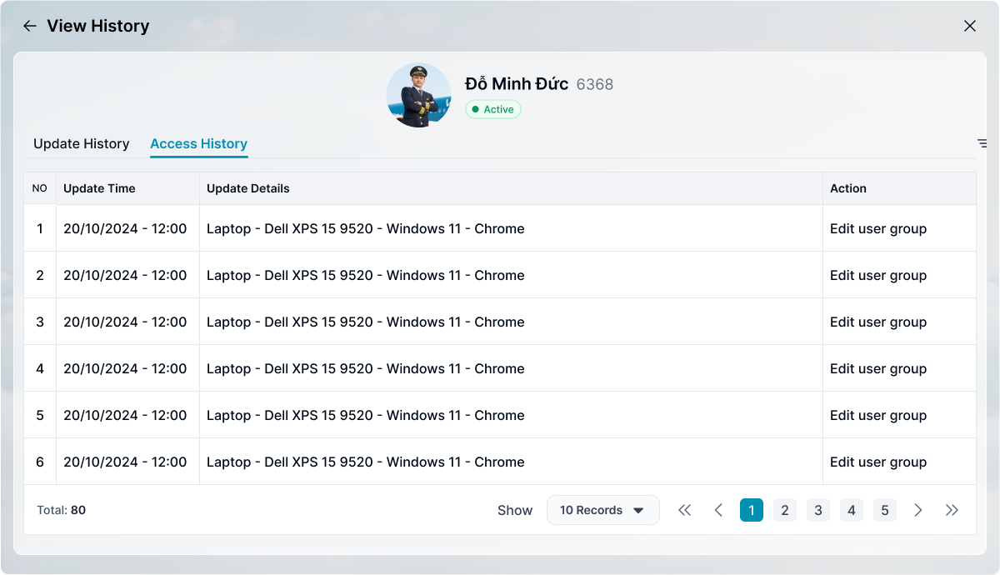 View History
Đỗ Minh Đức 6368
Active
Update History Access History
NO Update Time Update Details Action
1 20/10/2024 - 12:00 Laptop - Dell XPS 15 9520 - Windows 11 - Chrome Edit user group
2 20/10/2024 - 12:00 Laptop - Dell XPS 15 9520 - Windows 11 - Chrome Edit user group
3 20/10/2024 - 12:00 Laptop - Dell XPS 15 9520 - Windows 11 - Chrome Edit user group
4 20/10/2024 - 12:00 Laptop - Dell XPS 15 9520 - Windows 11 - Chrome Edit user group
5 20/10/2024 - 12:00 Laptop - Dell XPS 15 9520 - Windows 11 - Chrome Edit user group
6 20/10/2024 - 12:00 Laptop - Dell XPS 15 9520 - Windows 11 - Chrome Edit user group
Total: 80 Show 10 Records 1 2 3 4 5